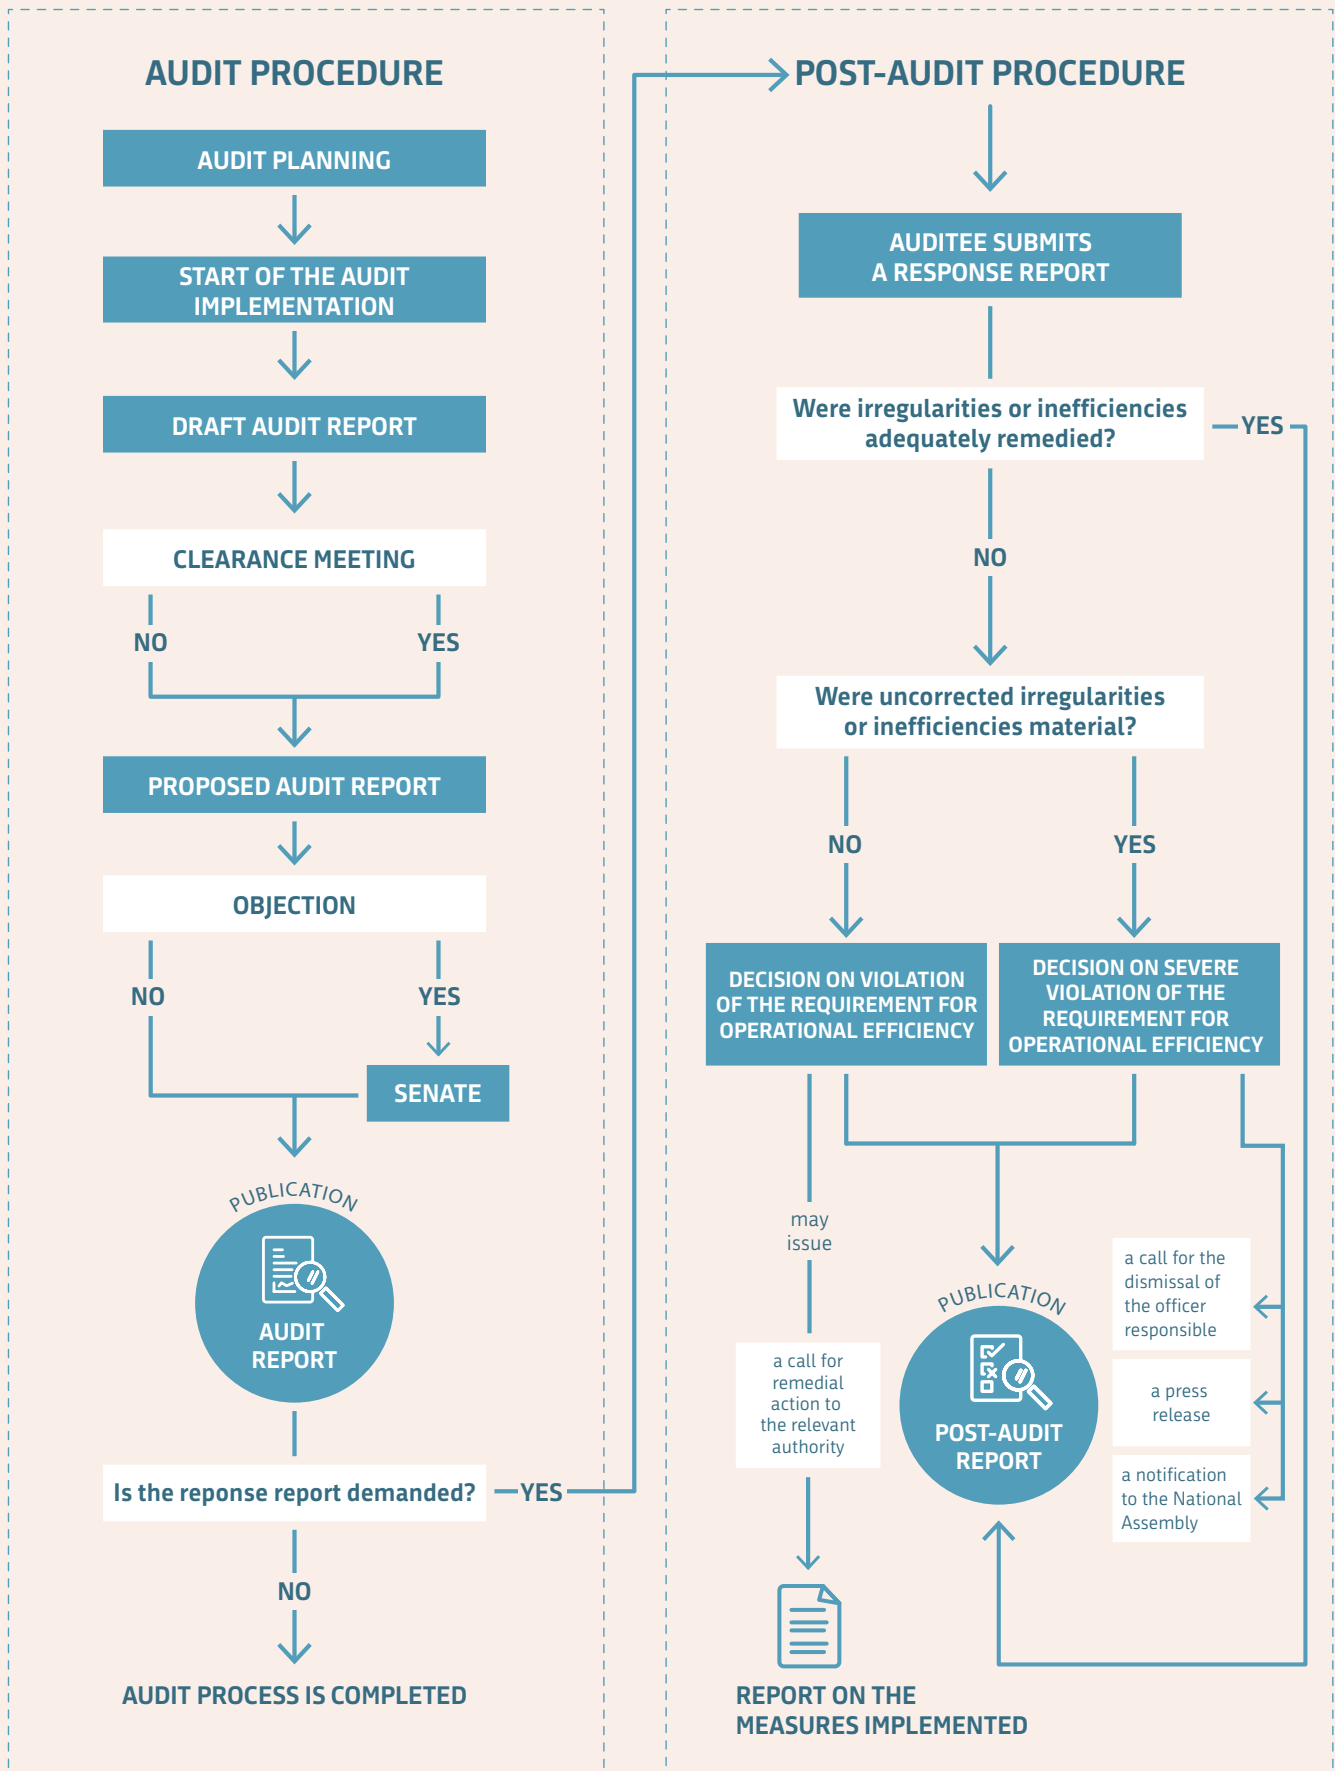 AUDIT PROCEDURE
AUDIT PLANNING
START OF THE AUDIT
IMPLEMENTATION
DRAFT AUDIT REPORT
CLEARANCE MEETING
NO
YES
PROPOSED AUDIT REPORT
OBJECTION
NO
YES
SENATE
PUBLICATION
AUDIT
REPORT
Is the reponse report demanded?
YES
NO
AUDIT PROCESS IS COMPLETED
POST-AUDIT PROCEDURE
AUDITEE SUBMITS
A RESPONSE REPORT
Were irregularities or inefficiencies
adequately remedied?
YES
NO
Were uncorrected irregularities
or inefficiencies material?
NO
YES
DECISION ON VIOLATION
OF THE REQUIREMENT FOR
OPERATIONAL EFFICIENCY
DECISION ON SEVERE
VIOLATION OF THE
REQUIREMENT FOR
OPERATIONAL EFFICIENCY
may
issue
a call for
remedial
action to
the relevant
authority
PUBLICATION
POST-AUDIT
REPORT
a call for the
dismissal of
the officer
responsible
a press
release
a notification
to the National
Assembly
REPORT ON THE
MEASURES IMPLEMENTED